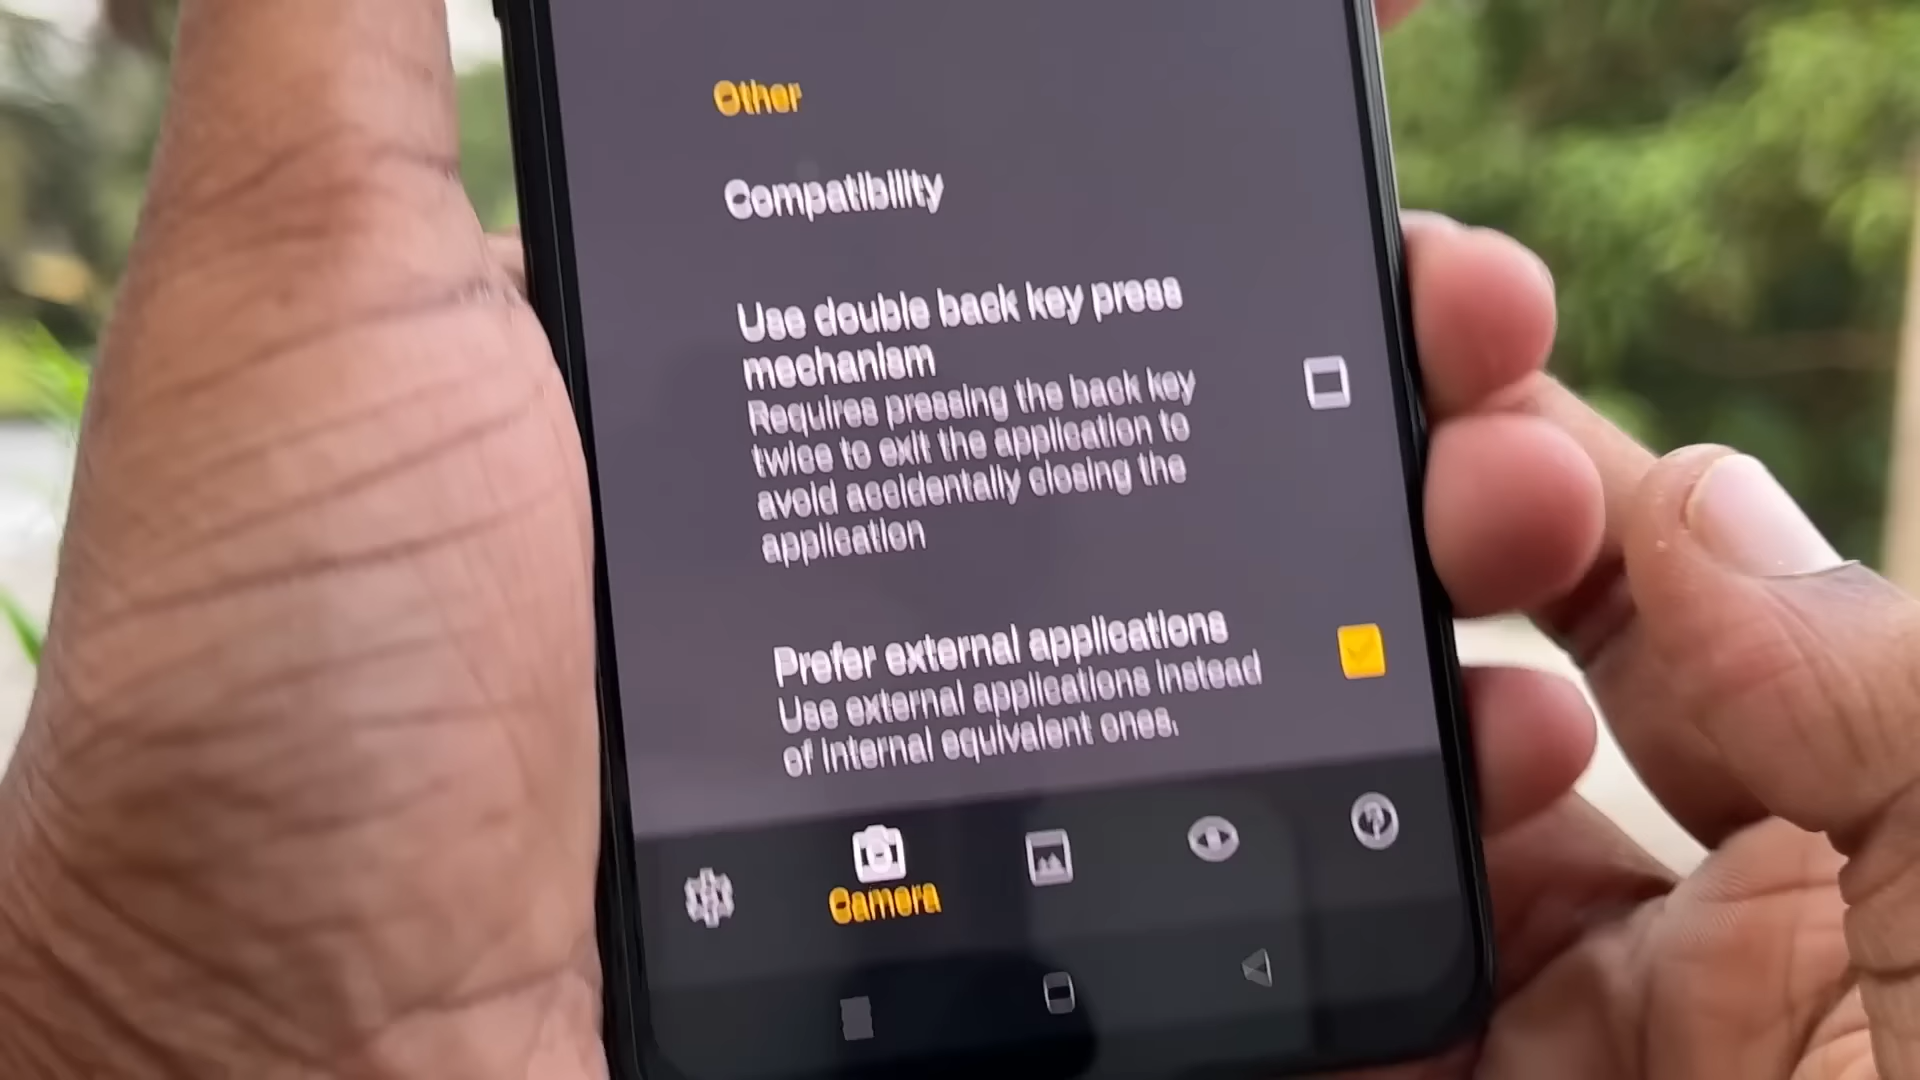 Other
Compatibility
Use double back key press
mechanism
Requires pressing the back key
twice to exit the application to
avoid accidentally closing the
application
Prefer external applications
Use external applications instead
of internal equivalent ones.
Camera